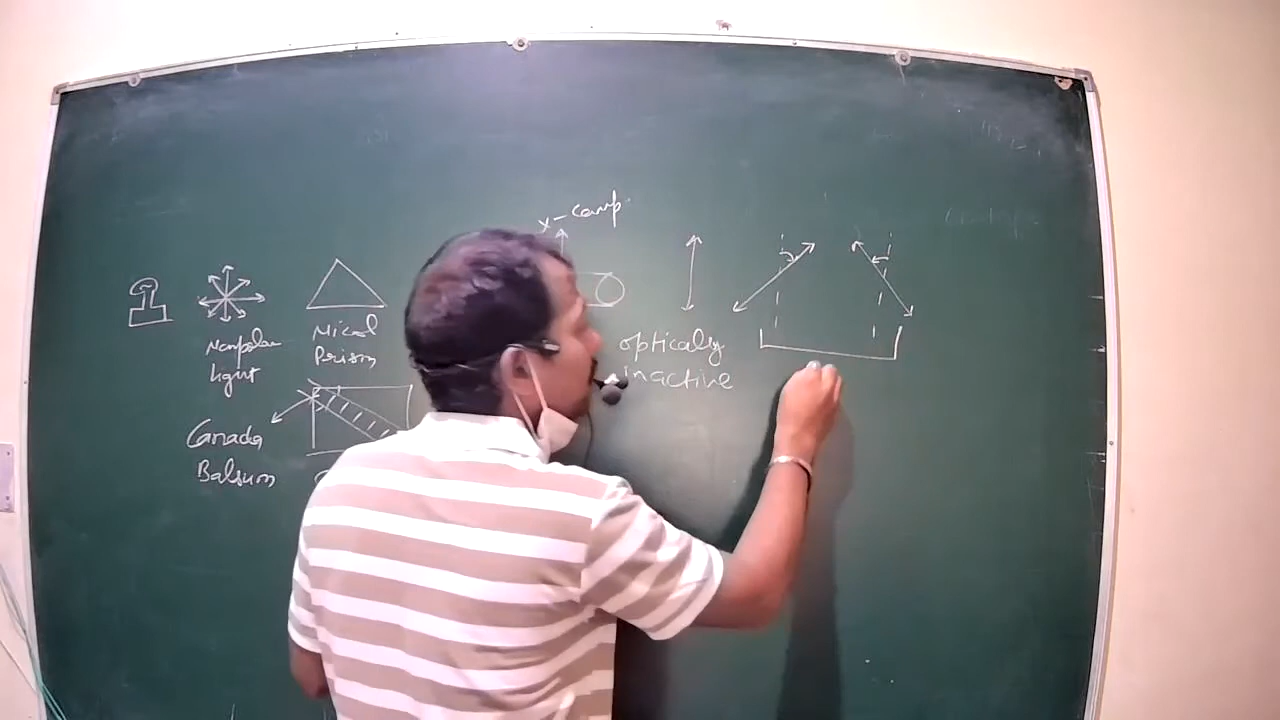 x-comp.
Nonpolar
light
Nicol
Prism
optically
inactive
Canada
Balsum